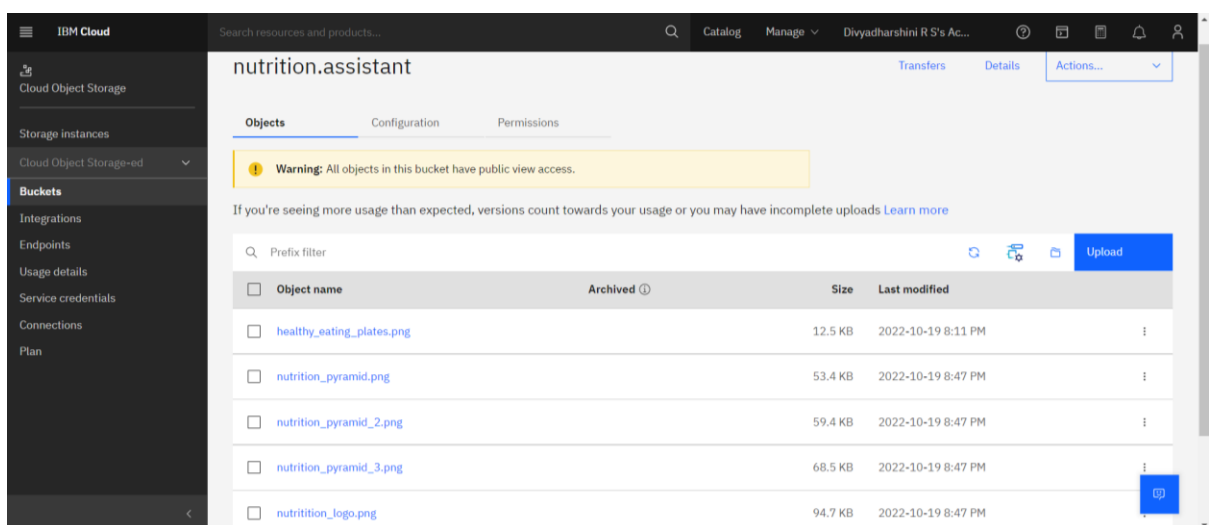 IBM Cloud
Search resources and products...
Catalog
Manage
Divyadharshini R S's Ac...
Cloud Object Storage
Storage instances
Cloud Object Storage-ed
Buckets
Integrations
Endpoints
Usage details
Service credentials
Connections
Plan
nutrition.assistant
Transfers
Details
Actions...
Objects
Configuration
Permissions
Warning: All objects in this bucket have public view access.
If you're seeing more usage than expected, versions count towards your usage or you may have incomplete uploads Learn more
Prefix filter
Upload
Object name Archived Size Last modified
healthy_eating_plates.png 12.5 KB 2022-10-19 8:11 PM
nutrition_pyramid.png 53.4 KB 2022-10-19 8:47 PM
nutrition_pyramid_2.png 59.4 KB 2022-10-19 8:47 PM
nutrition_pyramid_3.png 68.5 KB 2022-10-19 8:47 PM
nutritition_logo.png 94.7 KB 2022-10-19 8:47 PM